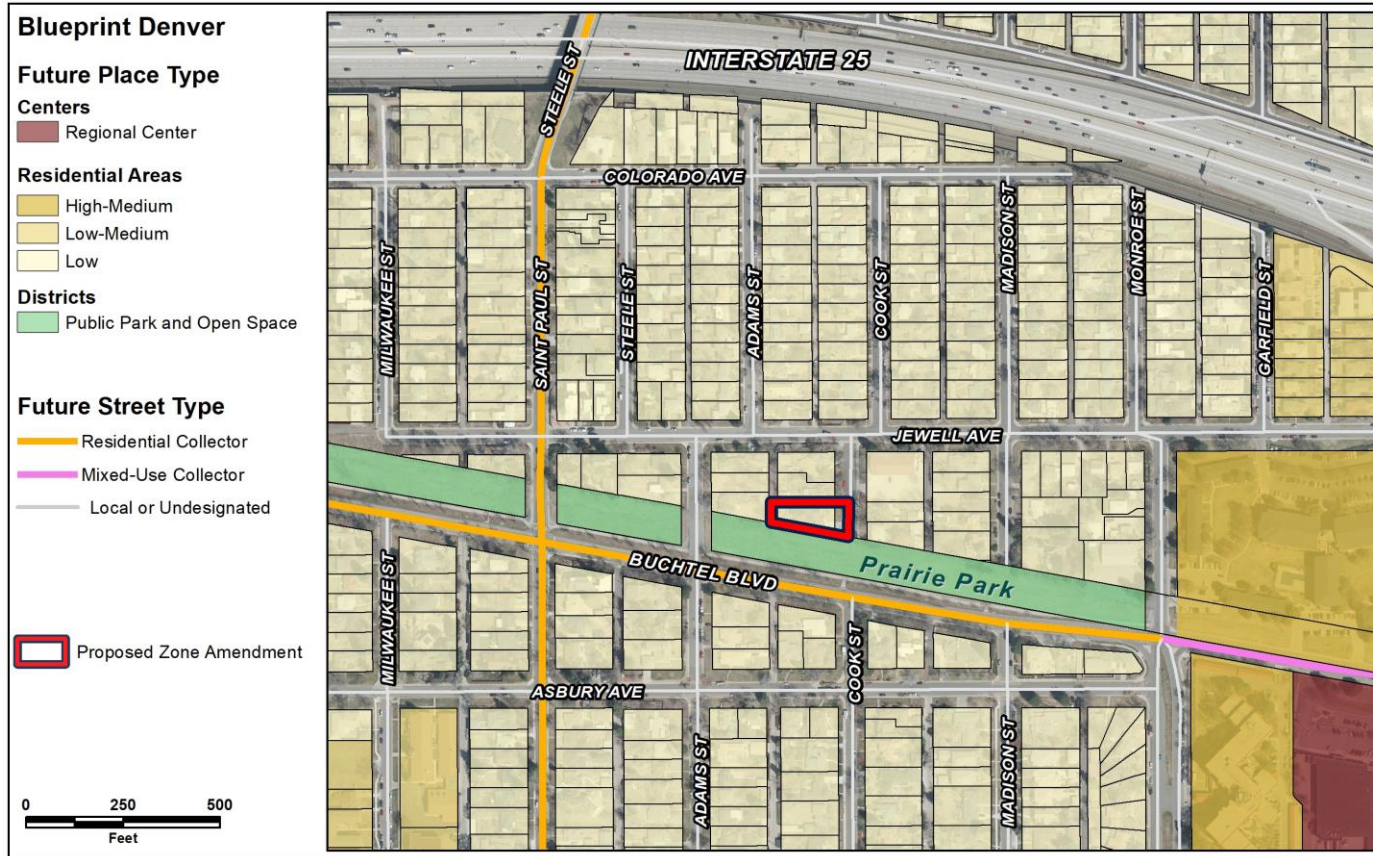 Blueprint Denver
Future Place Type
Centers
Regional Center
Residential Areas
High-Medium
Low-Medium
Low
Districts
Public Park and Open Space
Future Street Type
Residential Collector
Mixed-Use Collector
Local or Undesignated
Proposed Zone Amendment
0 250 500
Feet
INTERSTATE 25
STEELE ST
COLORADO AVE
MILWAUKEE ST
SAINT PAUL ST
STEELE ST
ADAMS ST
COOK ST
MADISON ST
MONROE ST
GARFIELD ST
JEWELL AVE
Prairie Park
BUCHTEL BLVD
MILWAUKEE ST
COOK ST
ASBURY AVE
ADAMS ST
MADISON ST